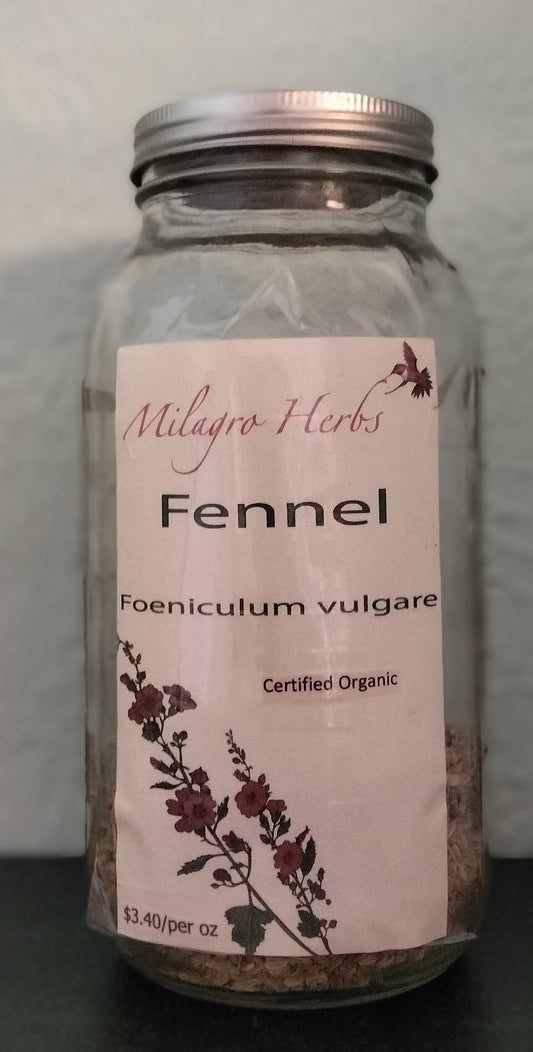 Milagro Herbs
Fennel
Foeniculum vulgare
Certified Organic
$3.40/per oz